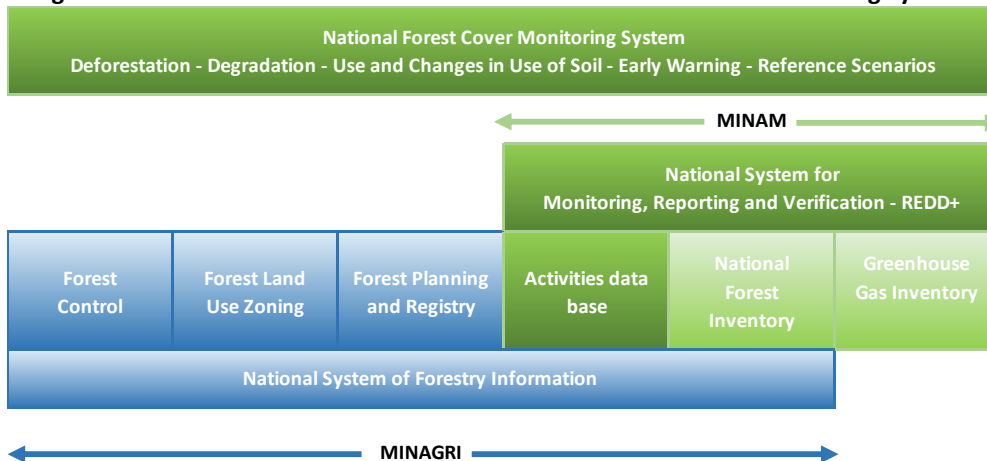 National Forest Cover Monitoring System
Deforestation - Degradation - Use and Changes in Use of Soil - Early Warning - Reference Scenarios
MINAM
National System for
Monitoring, Reporting and Verification - REDD+
Forest
Control
Forest Land
Use Zoning
Forest Planning
and Registry
Activities data
base
National
Forest
Inventory
Greenhouse
Gas Inventory
National System of Forestry Information
MINAGRI